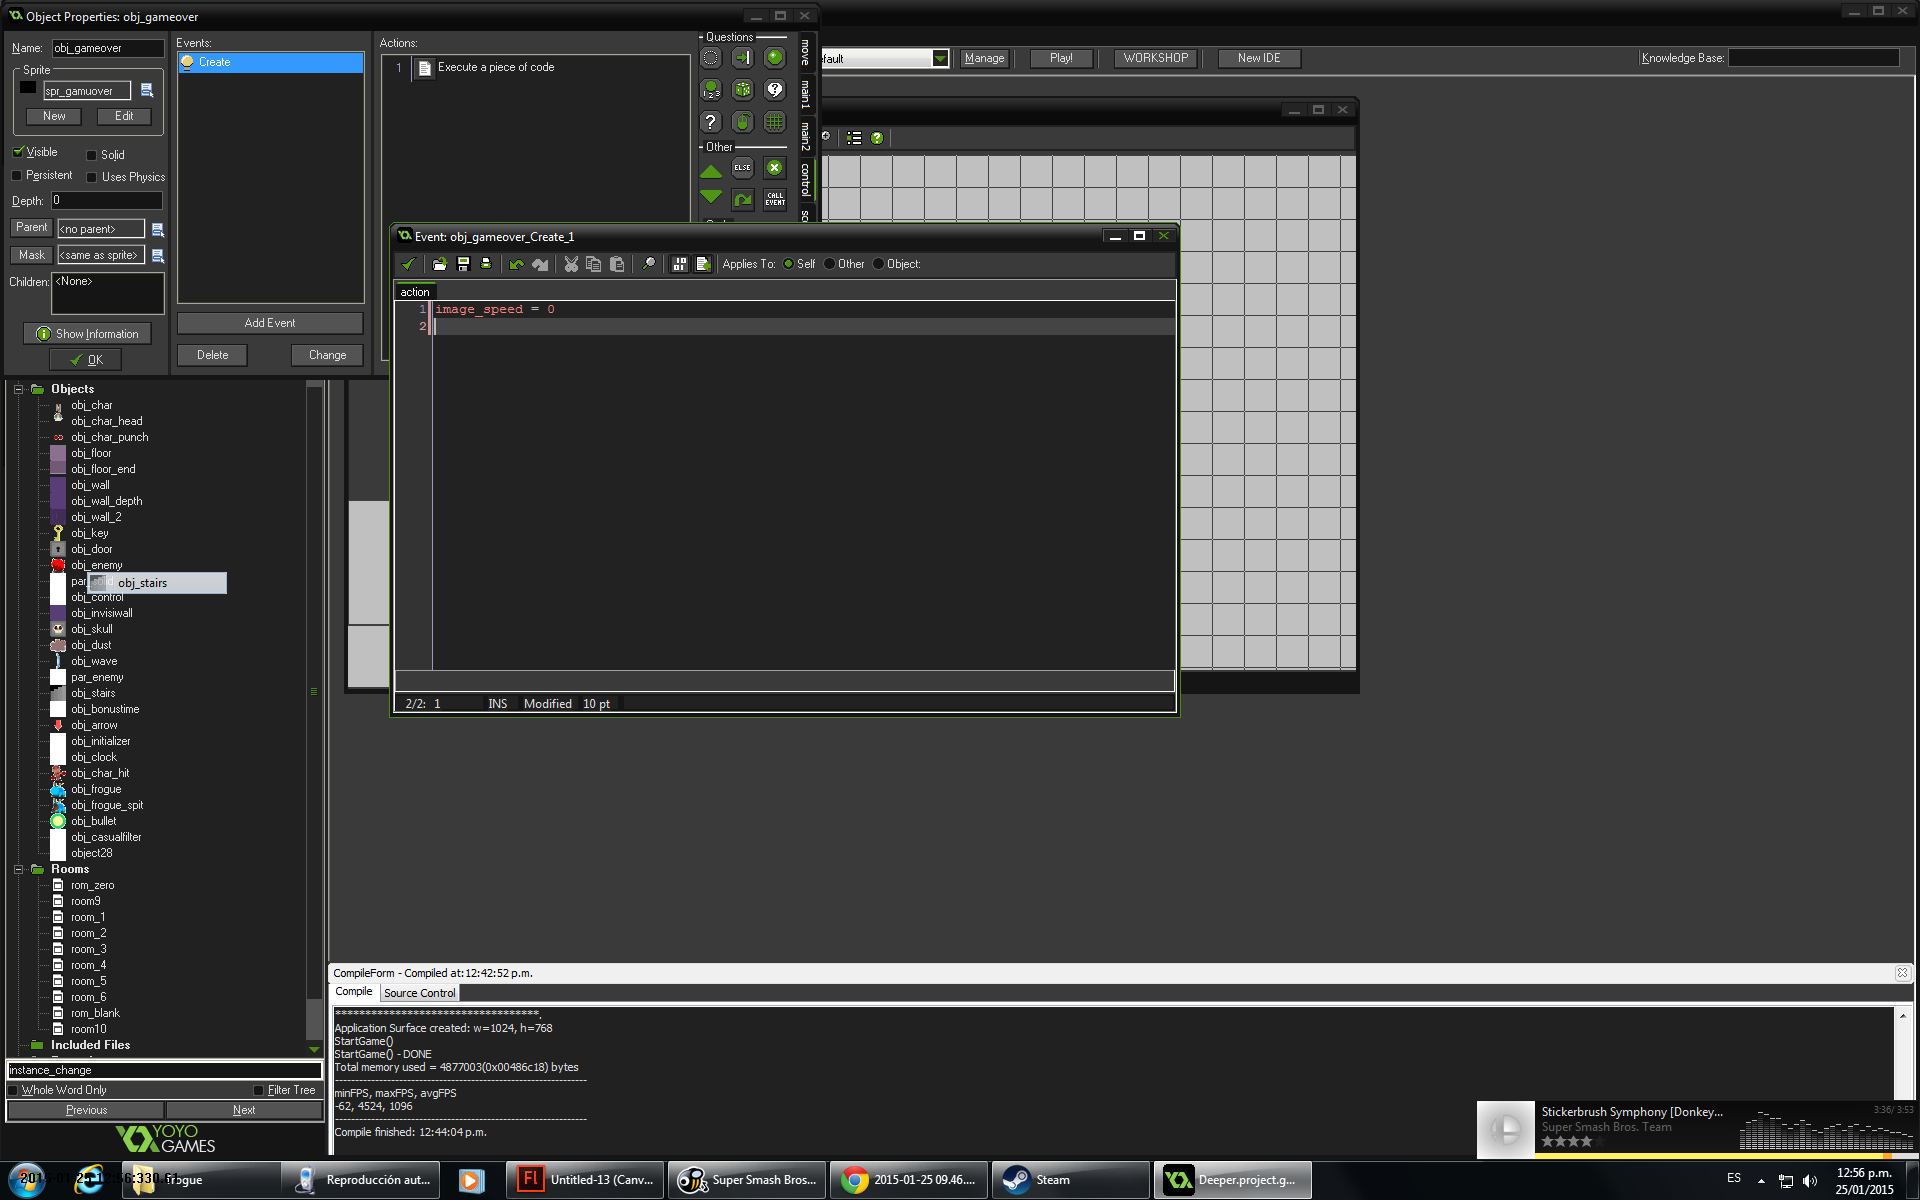 Object Properties: obj_gameover
Name: obj_gameover
Sprite
spr_gamuover
New Edit
Visible Solid
Persistent Uses Physics
Depth: 0
Parent <no parent>
Mask <same as sprite>
Children: <None>
Show Information
OK
Events:
Create
Add Event
Delete Change
Actions:
1 Execute a piece of code
Questions
Other
ELSE
CALL EVENT
move
main1
main2
control
efault
Manage
Play!
WORKSHOP
New IDE
Knowledge Base:
Event: obj_gameover_Create_1
Applies To: Self Other Object:
action
1 image_speed = 0
2
2/2: 1 INS Modified 10 pt
Objects
obj_char
obj_char_head
obj_char_punch
obj_floor
obj_floor_end
obj_wall
obj_wall_depth
obj_wall_2
obj_key
obj_door
obj_enemy
par_solid
obj_stairs
obj_control
obj_invisiwall
obj_skull
obj_dust
obj_wave
par_enemy
obj_stairs
obj_bonustime
obj_arrow
obj_initializer
obj_clock
obj_char_hit
obj_frogue
obj_frogue_spit
obj_bullet
obj_casualfilter
object28
Rooms
rom_zero
room9
room_1
room_2
room_3
room_4
room_5
room_6
rom_blank
room10
Included Files
instance_change
Whole Word Only Filter Tree
Previous Next
YOYO GAMES
CompileForm - Compiled at:12:42:52 p.m.
Compile Source Control
***********************************.
Application Surface created: w=1024, h=768
StartGame()
StartGame() - DONE
Total memory used = 4877003(0x00486c18) bytes
minFPS, maxFPS, avgFPS
-62, 4524, 1096
Compile finished: 12:44:04 p.m.
Stickerbrush Symphony [Donkey...
3:36/ 3:53
Super Smash Bros. Team
Reproducción aut...
Untitled-13 (Canv...
Super Smash Bros...
2015-01-25 09.46....
Steam
Deeper.project.g...
ES
12:56 p.m.
25/01/2015